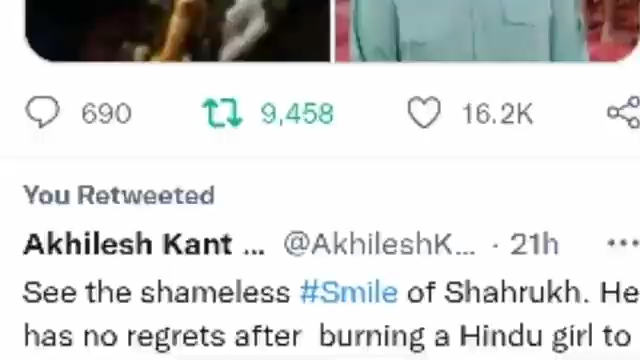 690 9,458 16.2K
You Retweeted
Akhilesh Kant ... @AkhileshK... · 21h ...
See the shameless #Smile of Shahrukh. He
has no regrets after burning a Hindu girl to